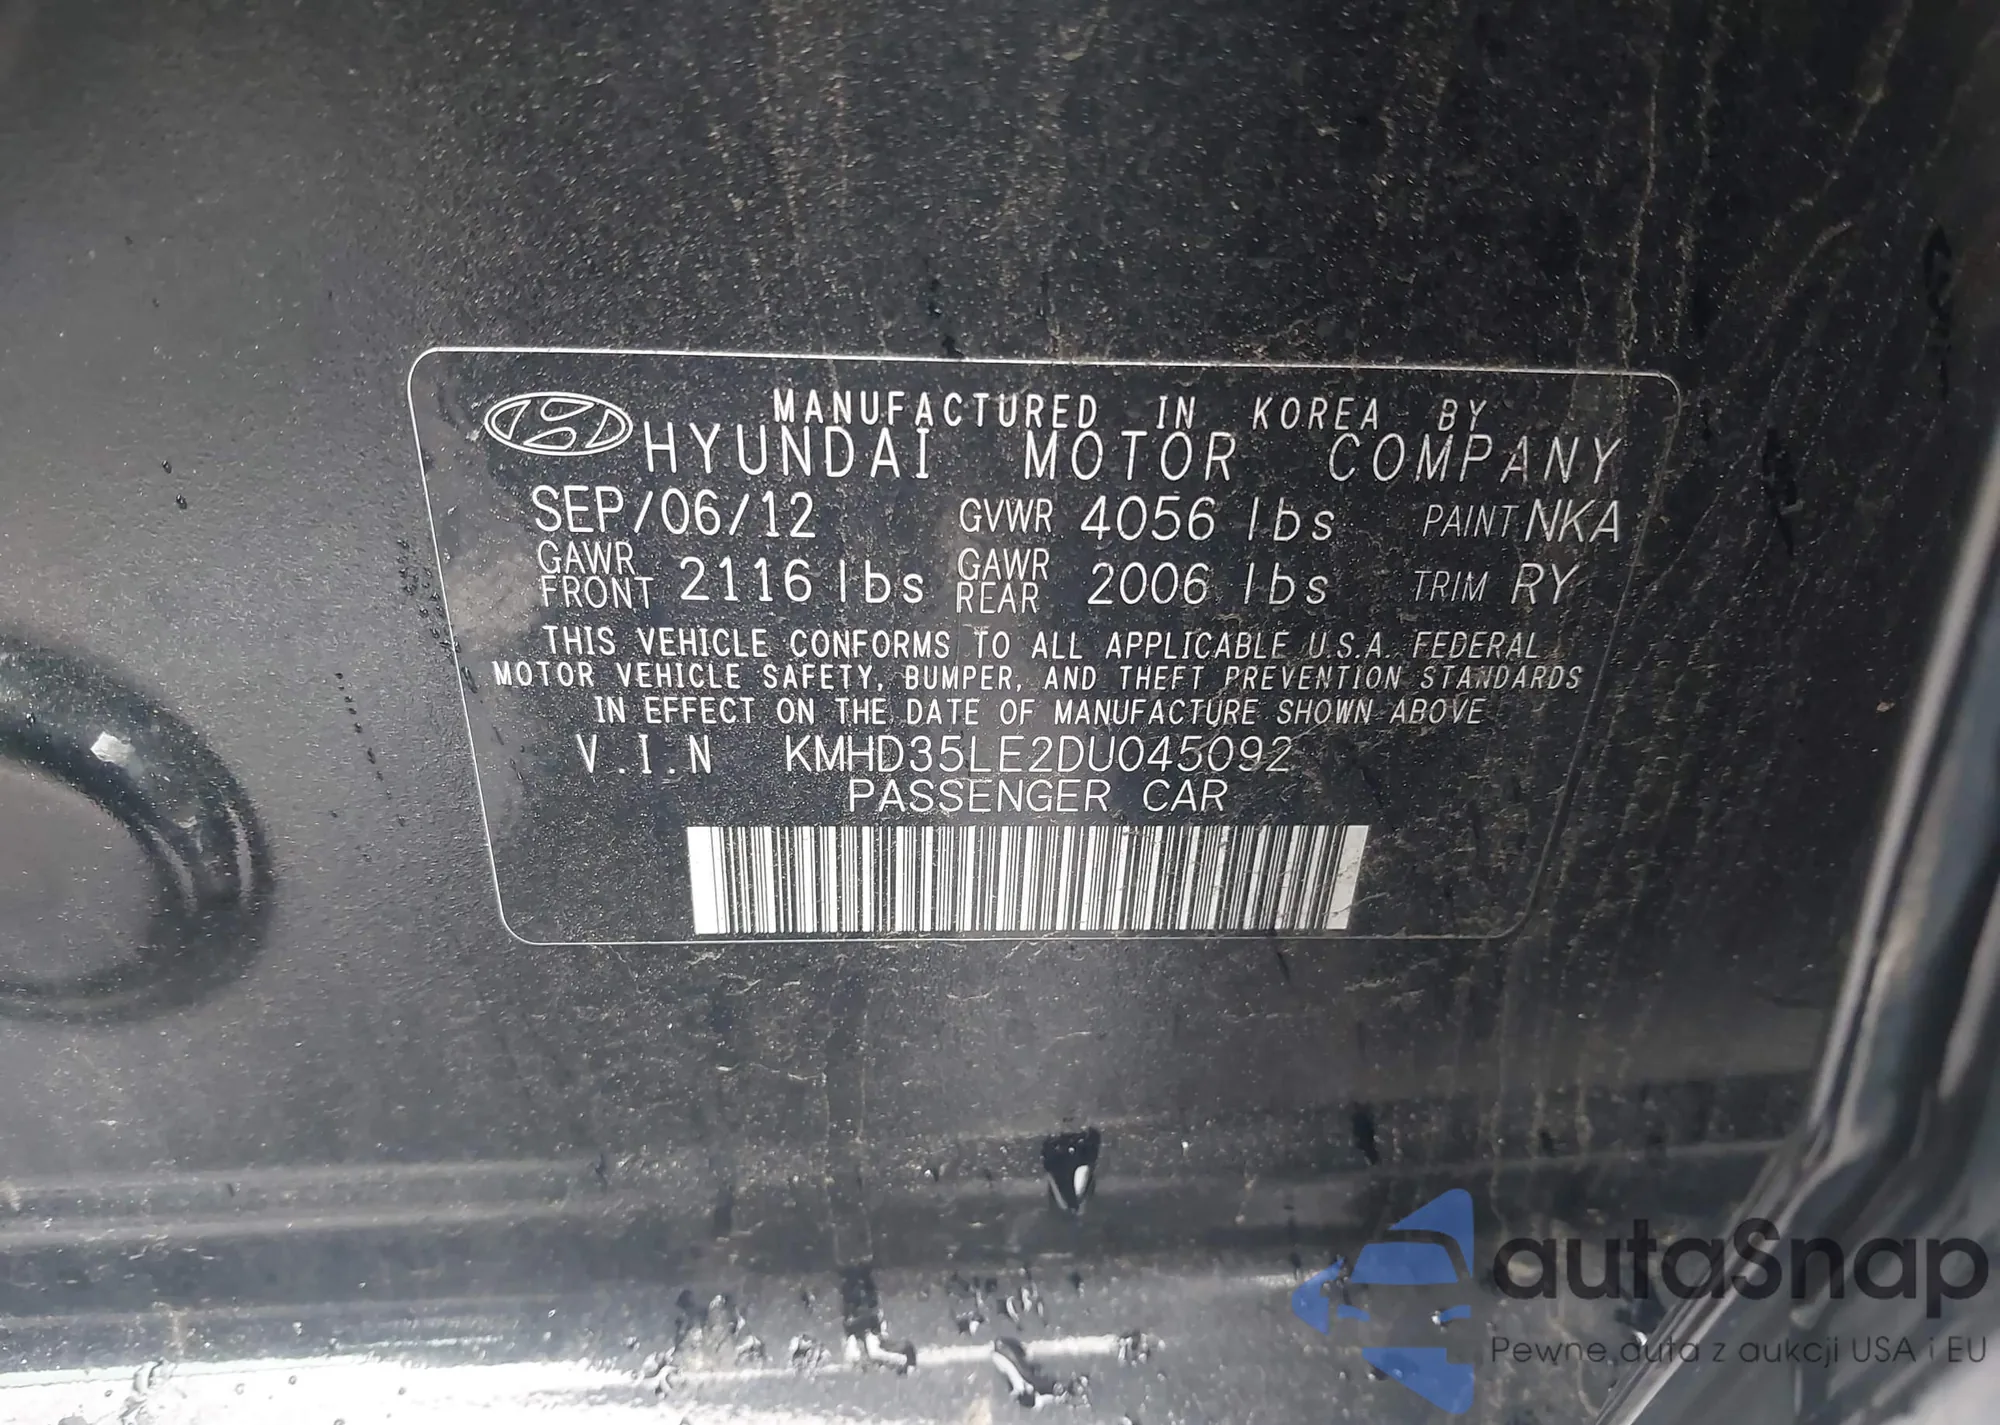 MANUFACTURED IN KOREA BY
HYUNDAI MOTOR COMPANY
SEP/06/12 GVWR 4056 lbs PAINT NKA
GAWR FRONT 2116 lbs GAWR REAR 2006 lbs TRIM RY
THIS VEHICLE CONFORMS TO ALL APPLICABLE U.S.A. FEDERAL
MOTOR VEHICLE SAFETY, BUMPER, AND THEFT PREVENTION STANDARDS
IN EFFECT ON THE DATE OF MANUFACTURE SHOWN ABOVE
V.I.N KMHD35LE2DU045092
PASSENGER CAR
autaSnap
Pewne auta z aukcji USA i EU